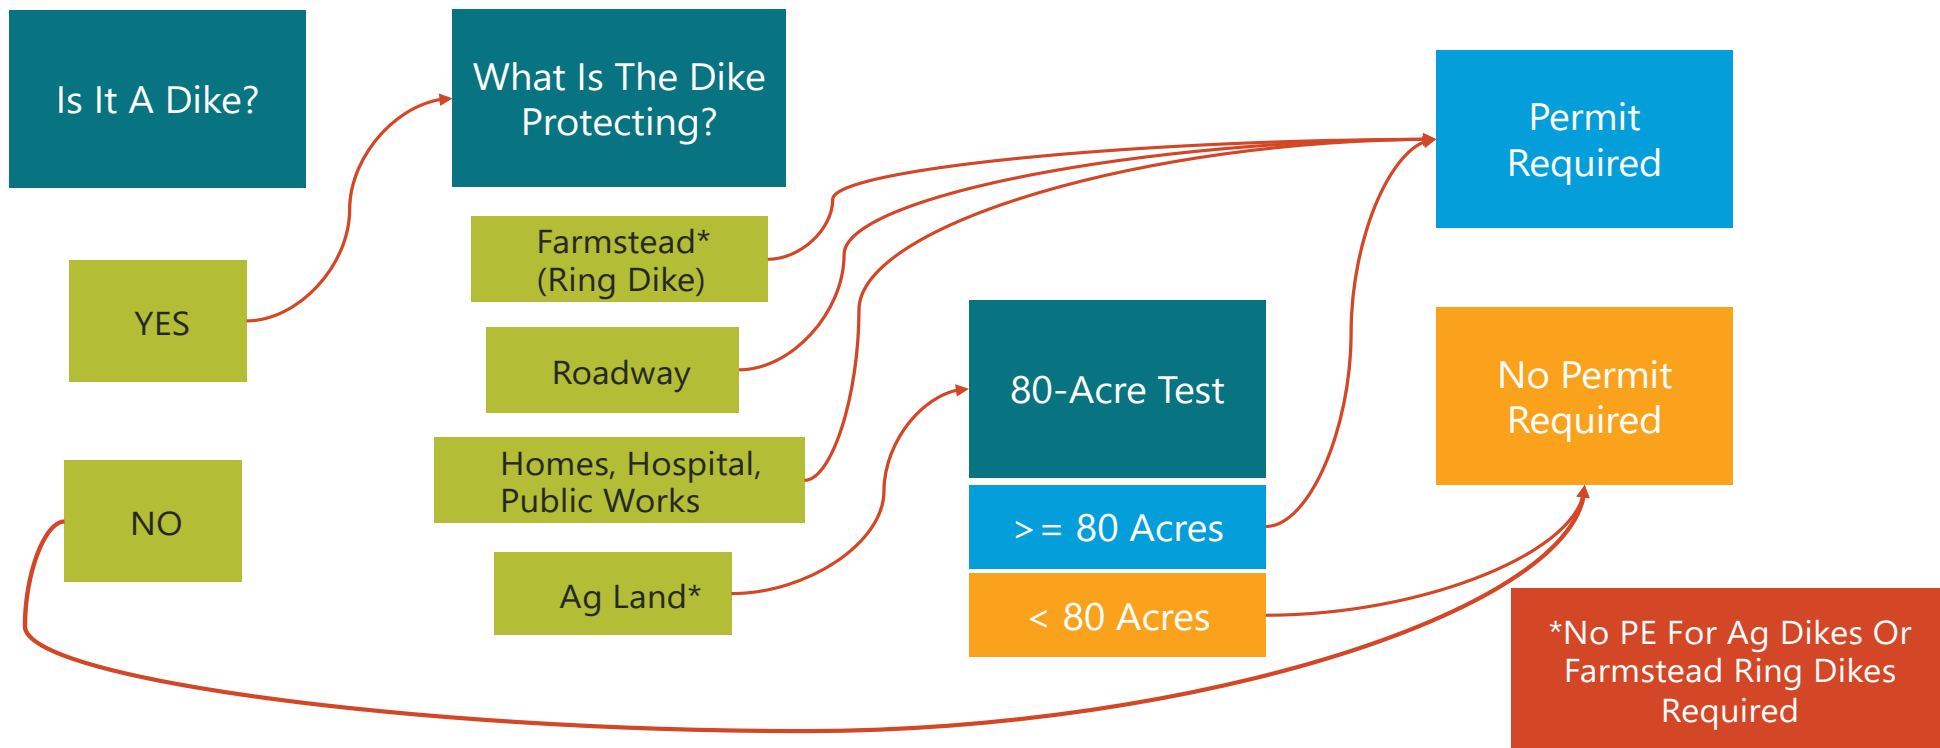 Is It A Dike?
YES
NO
What Is The Dike
Protecting?
Farmstead*
(Ring Dike)
Roadway
Homes, Hospital,
Public Works
Ag Land*
80-Acre Test
>= 80 Acres
< 80 Acres
Permit
Required
No Permit
Required
*No PE For Ag Dikes Or
Farmstead Ring Dikes
Required